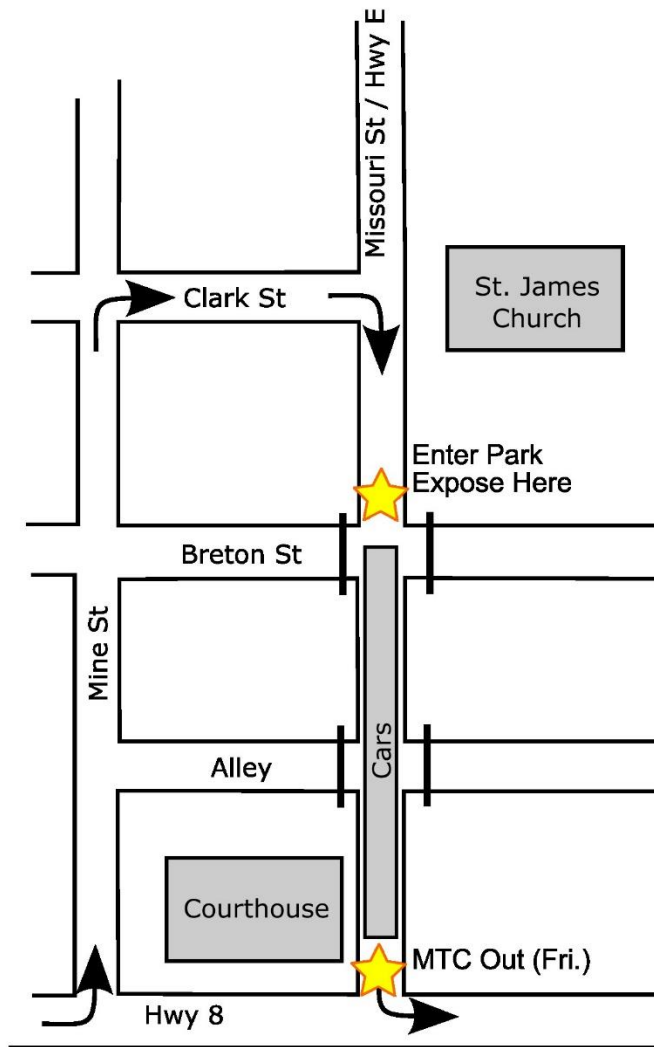 Missouri St / Hwy E
Clark St
St. James
Church
Enter Park
Expose Here
Breton St
Mine St
Alley
Cars
Courthouse
MTC Out (Fri.)
Hwy 8